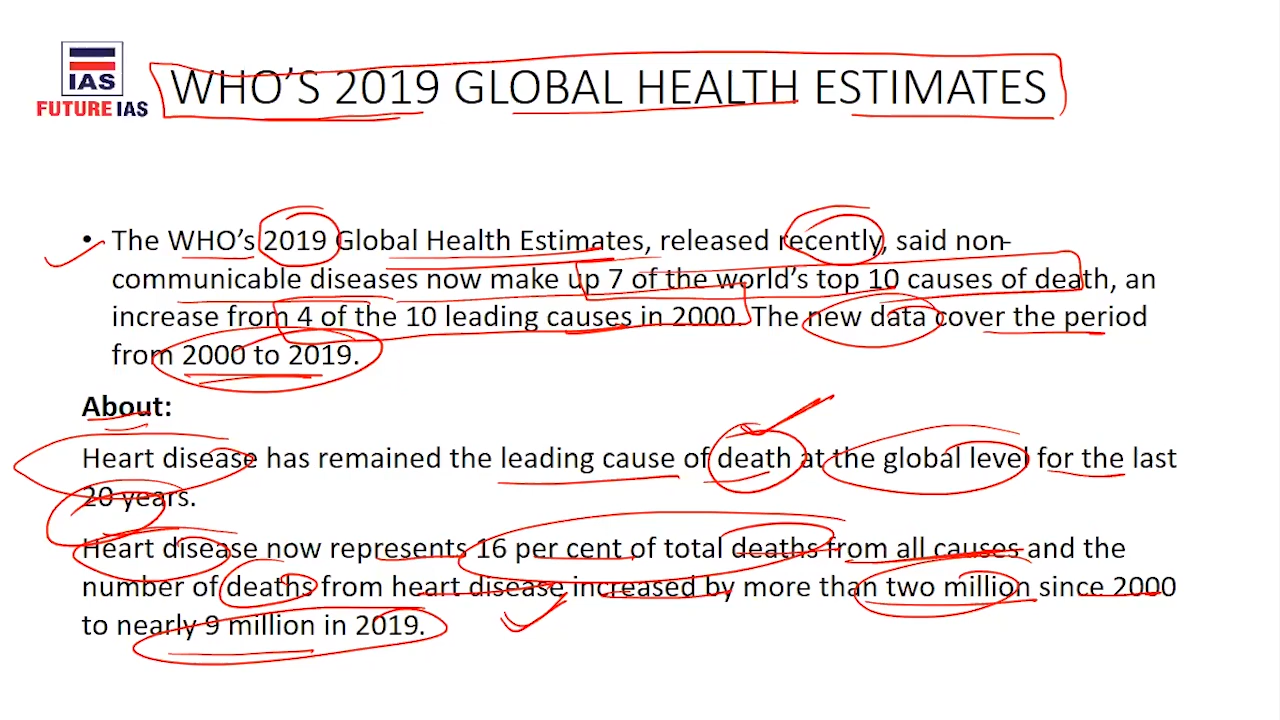 IAS
FUTURE IAS
WHO'S 2019 GLOBAL HEALTH ESTIMATES
• The WHO's 2019 Global Health Estimates, released recently, said non-
communicable diseases now make up 7 of the world's top 10 causes of death, an
increase from 4 of the 10 leading causes in 2000. The new data cover the period
from 2000 to 2019.
About:
Heart disease has remained the leading cause of death at the global level for the last
20 years.
Heart disease now represents 16 per cent of total deaths from all causes and the
number of deaths from heart disease increased by more than two million since 2000
to nearly 9 million in 2019.